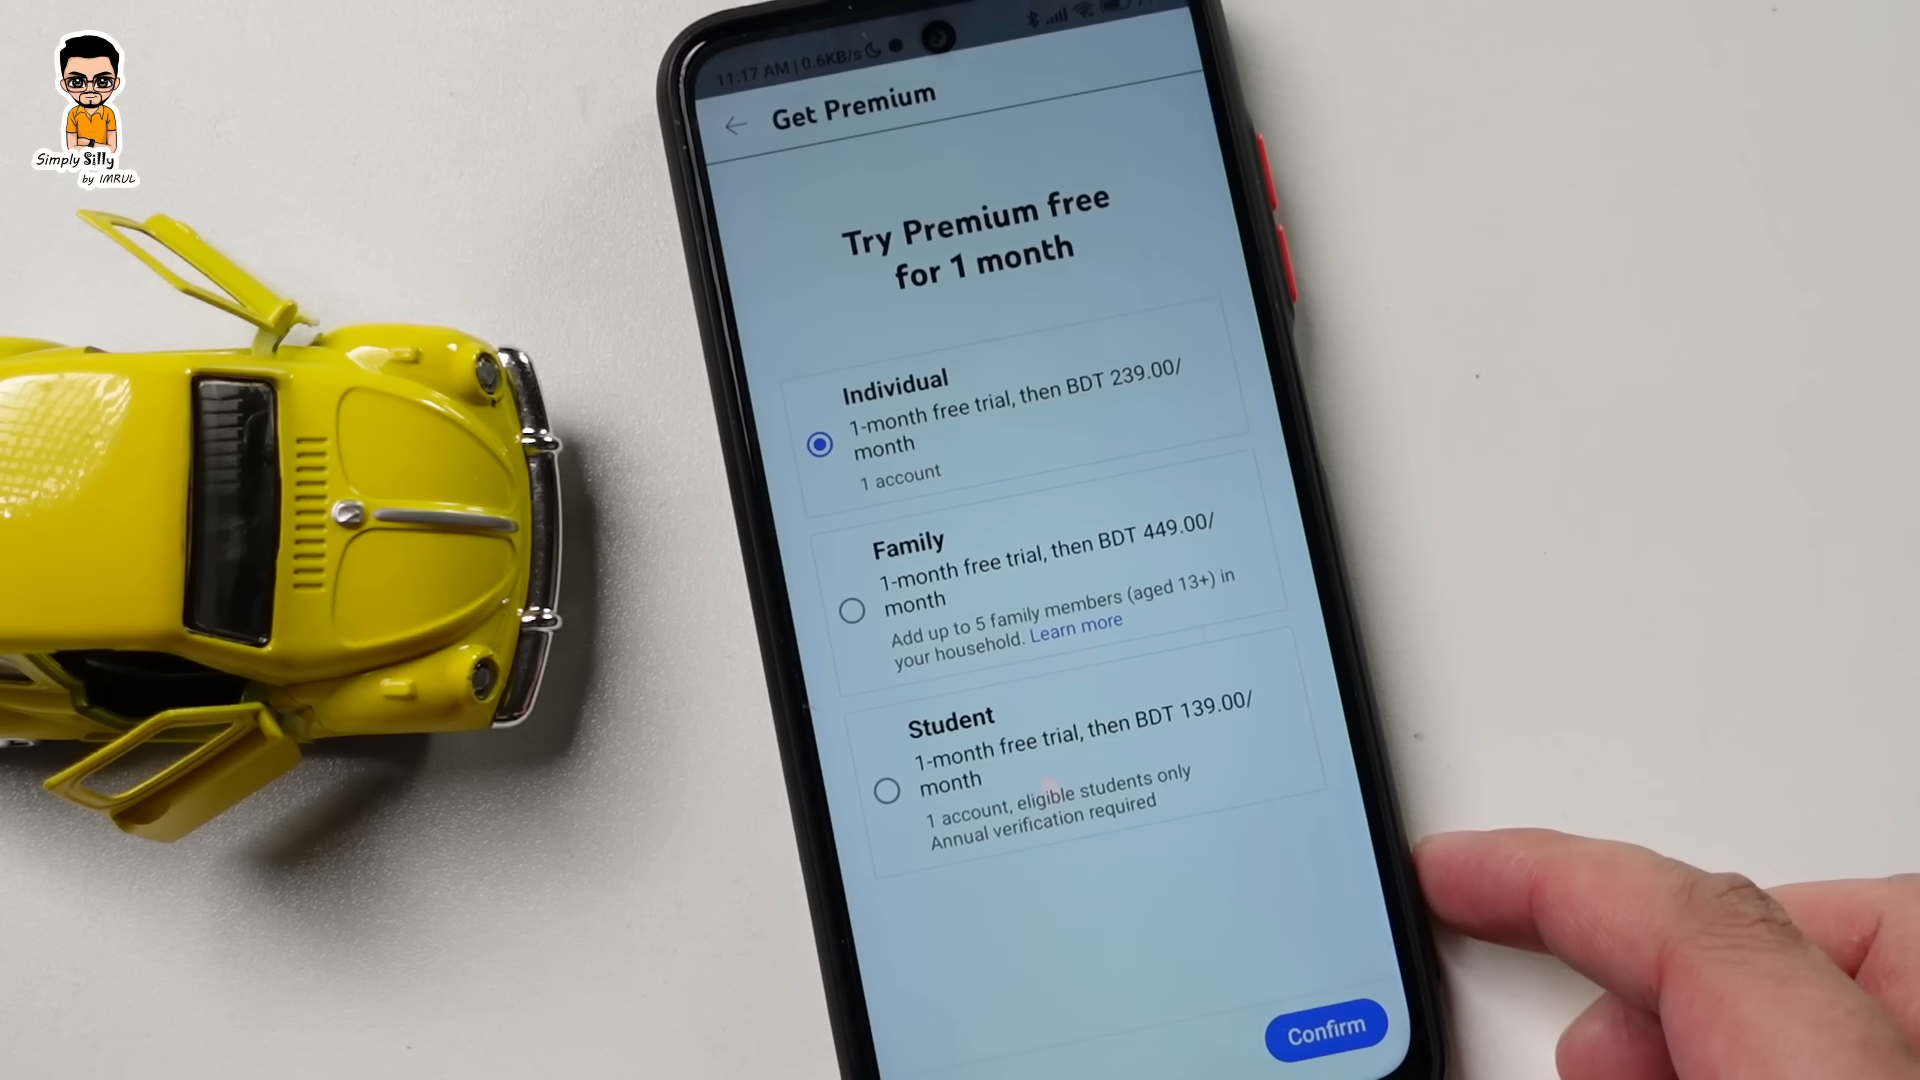 Simply Silly
by IMRUL
11:17 AM | 0.6KB/s
Get Premium
Try Premium free
for 1 month
Individual
1-month free trial, then BDT 239.00/
month
1 account
Family
1-month free trial, then BDT 449.00/
month
Add up to 5 family members (aged 13+) in
your household. Learn more
Student
1-month free trial, then BDT 139.00/
month
1 account, eligible students only
Annual verification required
Confirm